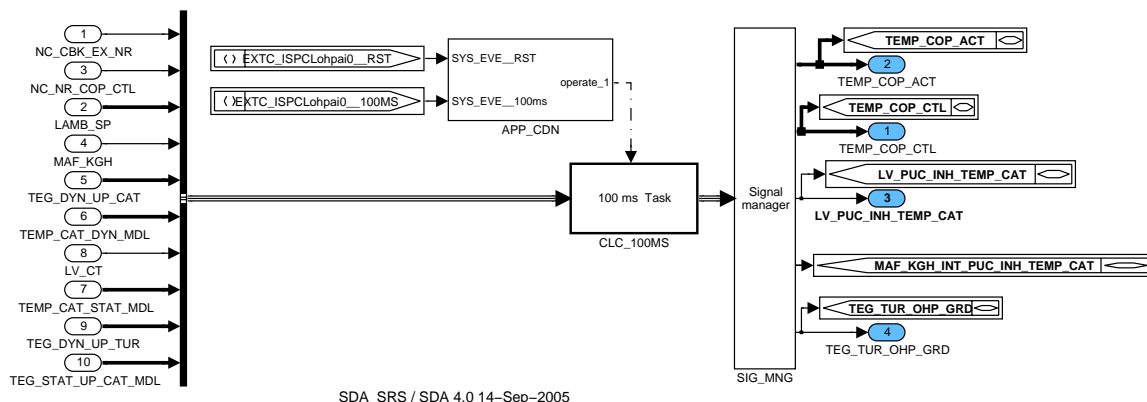 1
NC_CBK_EX_NR
3
NC_NR_COP_CTL
2
LAMB_SP
4
MAF_KGH
5
TEG_DYN_UP_CAT
6
TEMP_CAT_DYN_MDL
8
LV_CT
7
TEMP_CAT_STAT_MDL
9
TEG_DYN_UP_TUR
10
TEG_STAT_UP_CAT_MDL
EXTC_ISPCLohpai0__RST
EXTC_ISPCLohpai0__100MS
SYS_EVE__RST
operate_1
SYS_EVE__100ms
APP_CDN
100 ms Task
CLC_100MS
Signal
manager
SIG_MNG
TEMP_COP_ACT
2
TEMP_COP_ACT
TEMP_COP_CTL
1
TEMP_COP_CTL
LV_PUC_INH_TEMP_CAT
3
LV_PUC_INH_TEMP_CAT
MAF_KGH_INT_PUC_INH_TEMP_CAT
TEG_TUR_OHP_GRD
4
TEG_TUR_OHP_GRD
SDA_SRS / SDA 4.0 14-Sep-2005